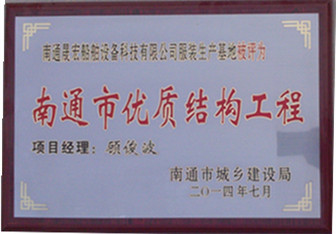 南通晟宏船舶设备科技有限公司服装生产基地被评为
南通市优质结构工程
项目经理：顾俊波
南通市城乡建设局
二〇一四年七月